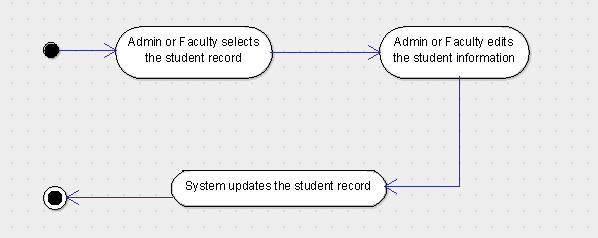 Admin or Faculty selects
the student record
Admin or Faculty edits
the student information
System updates the student record